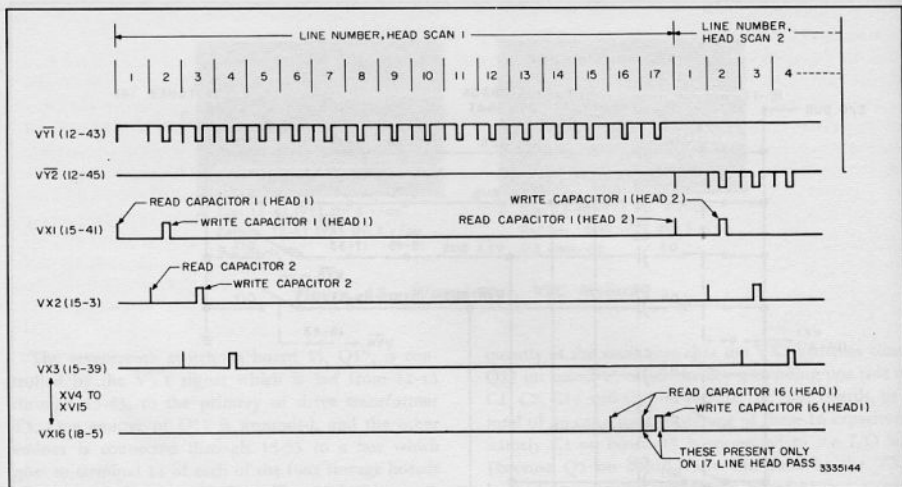 LINE NUMBER, HEAD SCAN 1
LINE NUMBER,
HEAD SCAN 2
1 2 3 4 5 6 7 8 9 10 11 12 13 14 15 16 17 1 2 3 4
VY̅1̅ (12-43)
VY̅2̅ (12-45)
READ CAPACITOR 1 (HEAD 1)
WRITE CAPACITOR 1 (HEAD 1)
WRITE CAPACITOR 1 (HEAD 2)
READ CAPACITOR 1 (HEAD 2)
VX1 (15-41)
READ CAPACITOR 2
WRITE CAPACITOR 2
VX2 (15-3)
VX3 (15-39)
XV4 TO
XV15
VX16 (18-5)
READ CAPACITOR 16 (HEAD 1)
WRITE CAPACITOR 16 (HEAD 1)
THESE PRESENT ONLY
ON 17 LINE HEAD PASS
3335144